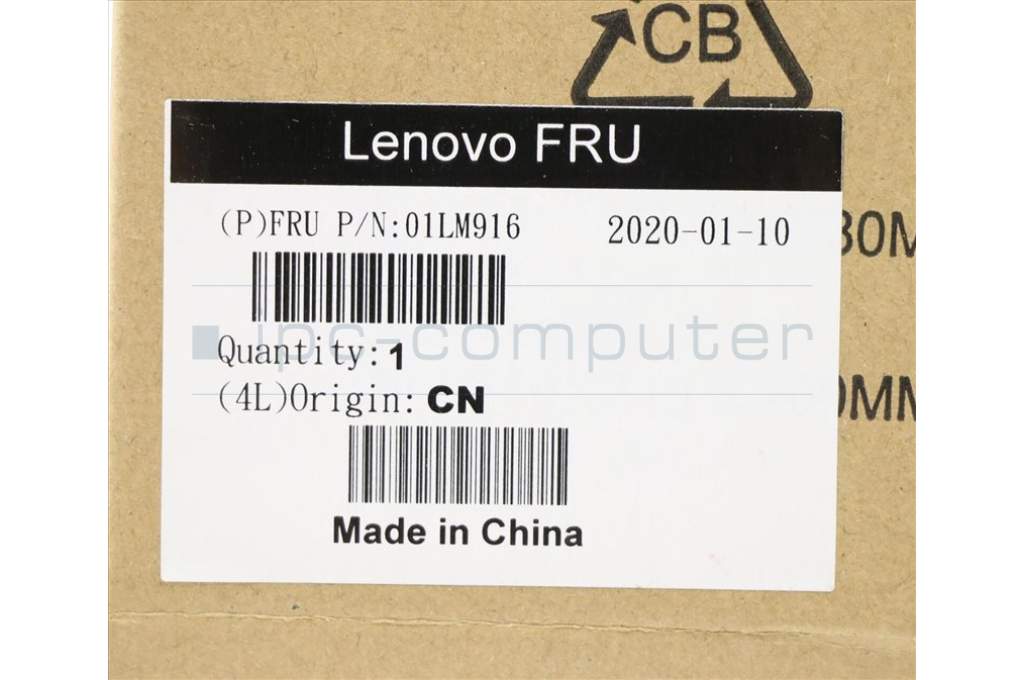 CB
Lenovo FRU
(P)FRU P/N:01LM916 2020-01-10
ipc-computer
Quantity:1
(4L)Origin: CN
Made in China